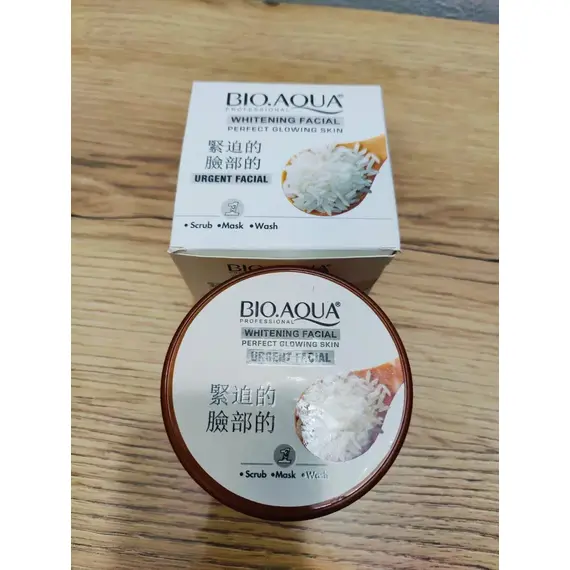 BIO.AQUA®
PROFESSIONAL
WHITENING FACIAL
PERFECT GLOWING SKIN
緊迫的
臉部的
URGENT FACIAL
• Scrub • Mask • Wash
BIO.AQUA
BIO.AQUA®
PROFESSIONAL
WHITENING FACIAL
PERFECT GLOWING SKIN
URGENT FACIAL
緊迫的
臉部的
• Scrub • Mask • Wash